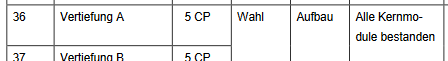 36 Vertiefung A 5 CP Wahl Aufbau Alle Kernmo-
dule bestanden
37 Vertiefung B 5 CP